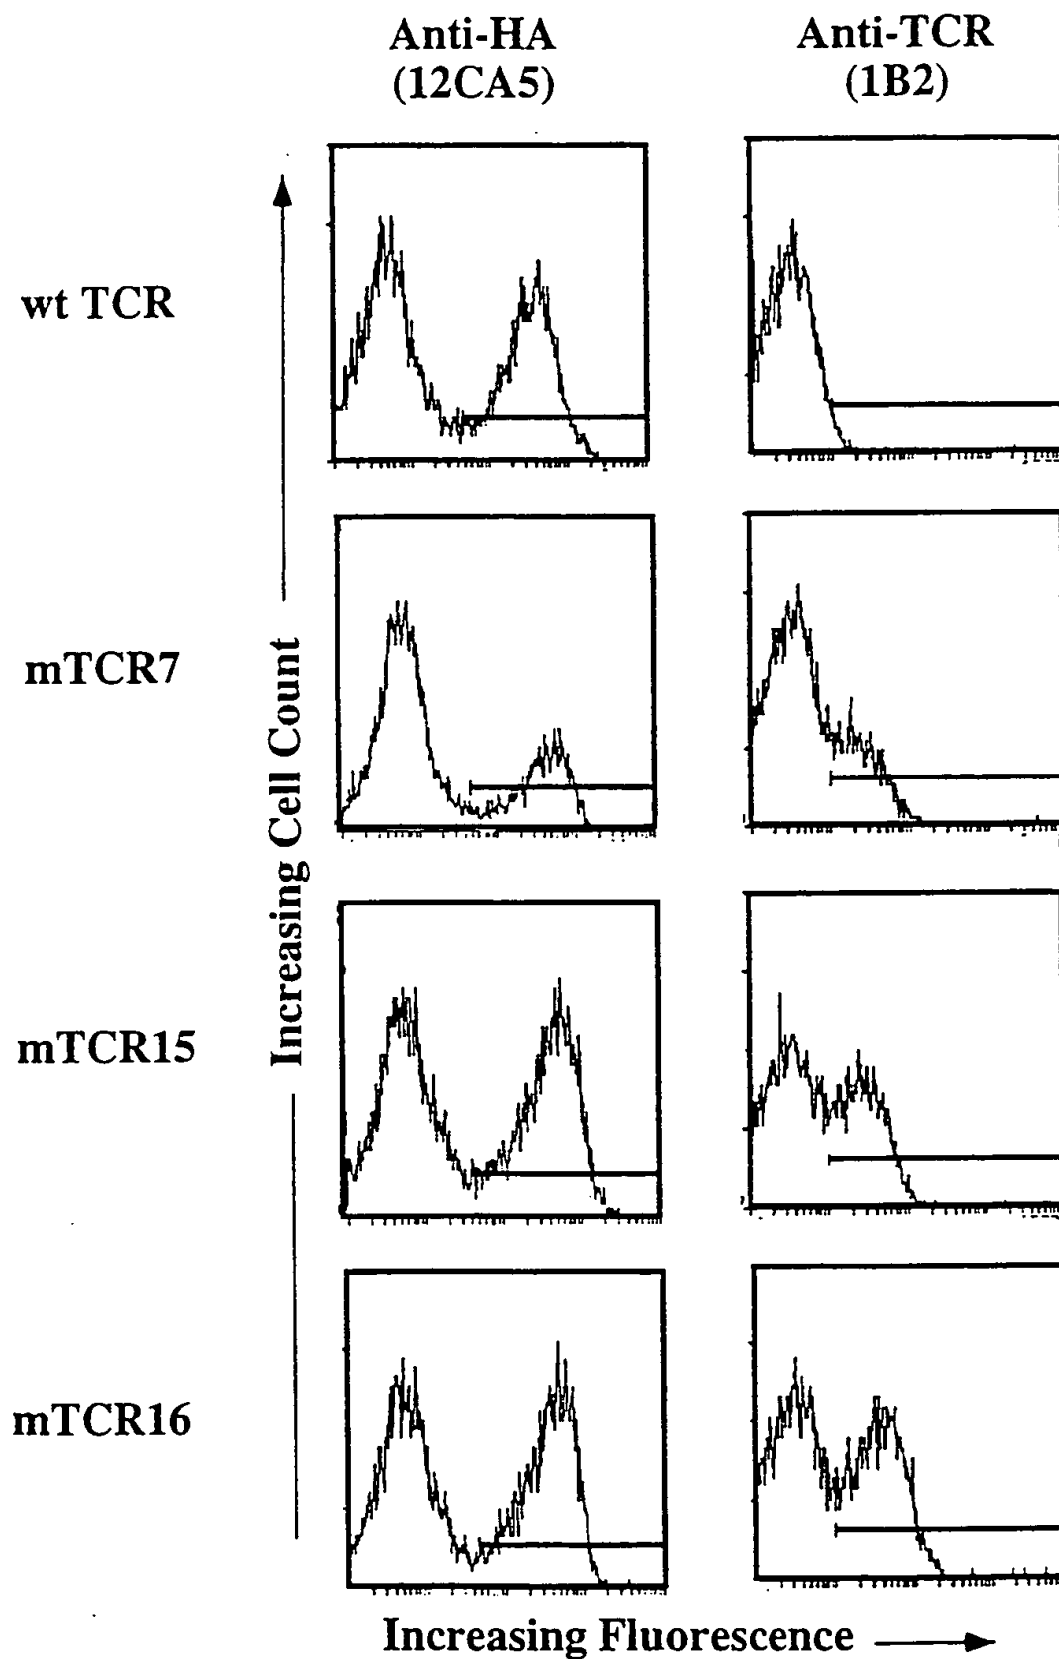 Anti-HA
(12CA5)
Anti-TCR
(1B2)
wt TCR
mTCR7
mTCR15
mTCR16
Increasing Cell Count
Increasing Fluorescence